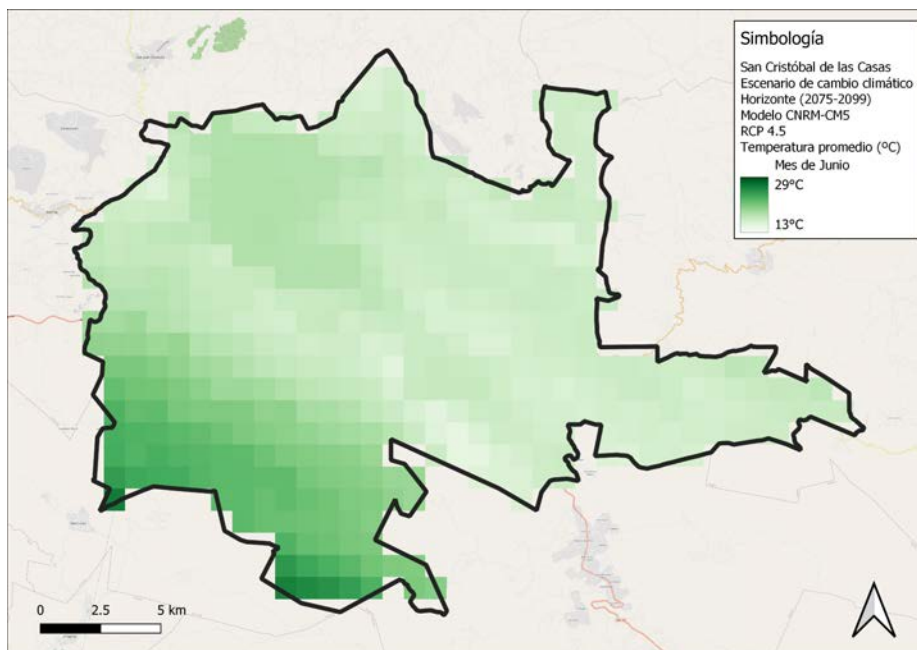 Simbología
San Cristóbal de las Casas
Escenario de cambio climático
Horizonte (2075-2099)
Modelo CNRM-CM5
RCP 4.5
Temperatura promedio (ºC)
Mes de Junio
29°C
13°C
0 2.5 5 km